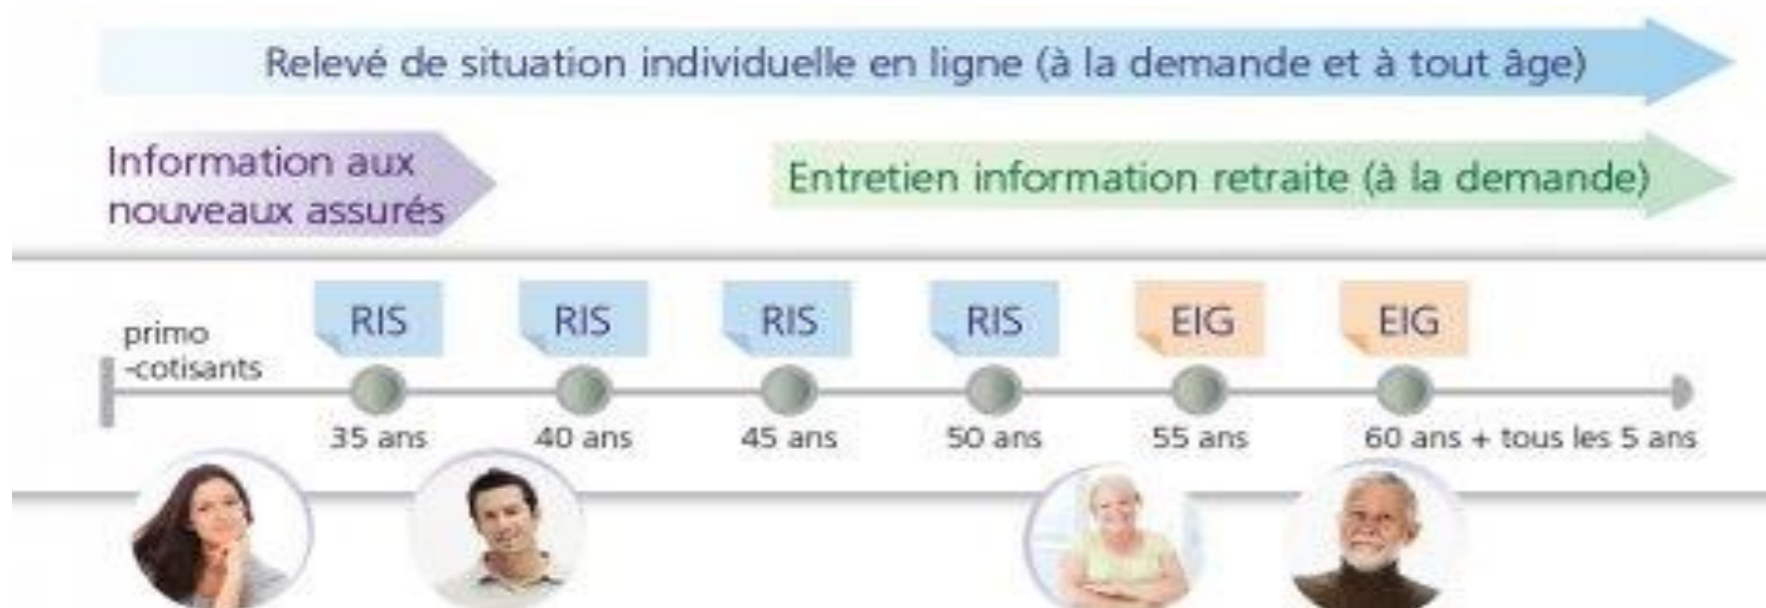 Relevé de situation individuelle en ligne (à la demande et à tout âge)
Information aux
nouveaux assurés
Entretien information retraite (à la demande)
primo
-cotisants
RIS RIS RIS RIS EIG EIG
35 ans 40 ans 45 ans 50 ans 55 ans 60 ans + tous les 5 ans